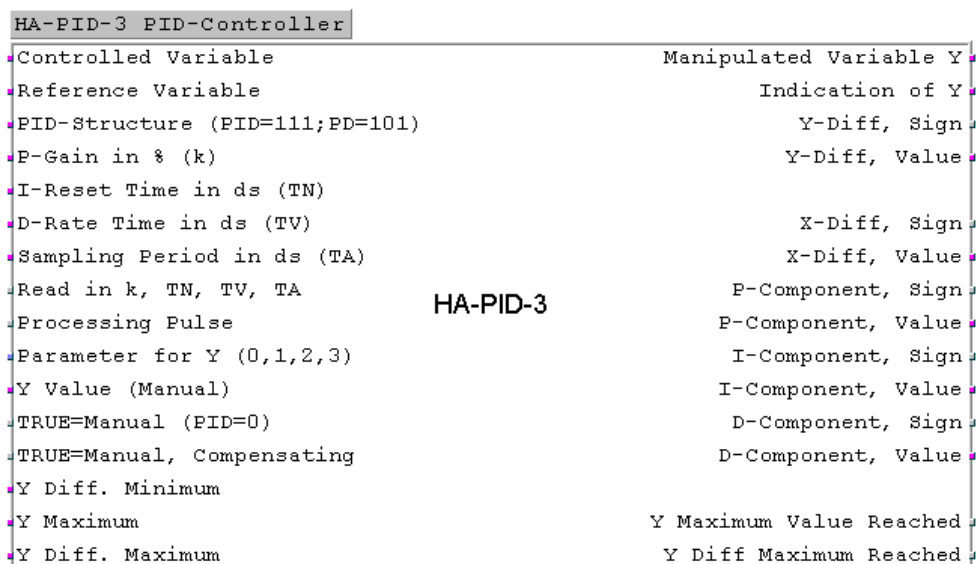 HA-PID-3 PID-Controller
Controlled Variable Manipulated Variable Y
Reference Variable Indication of Y
PID-Structure (PID=111;PD=101) Y-Diff, Sign
P-Gain in % (k) Y-Diff, Value
I-Reset Time in ds (TN)
D-Rate Time in ds (TV) X-Diff, Sign
Sampling Period in ds (TA) X-Diff, Value
Read in k, TN, TV, TA P-Component, Sign
HA-PID-3
Processing Pulse P-Component, Value
Parameter for Y (0,1,2,3) I-Component, Sign
Y Value (Manual) I-Component, Value
TRUE=Manual (PID=0) D-Component, Sign
TRUE=Manual, Compensating D-Component, Value
Y Diff. Minimum
Y Maximum Y Maximum Value Reached
Y Diff. Maximum Y Diff Maximum Reached